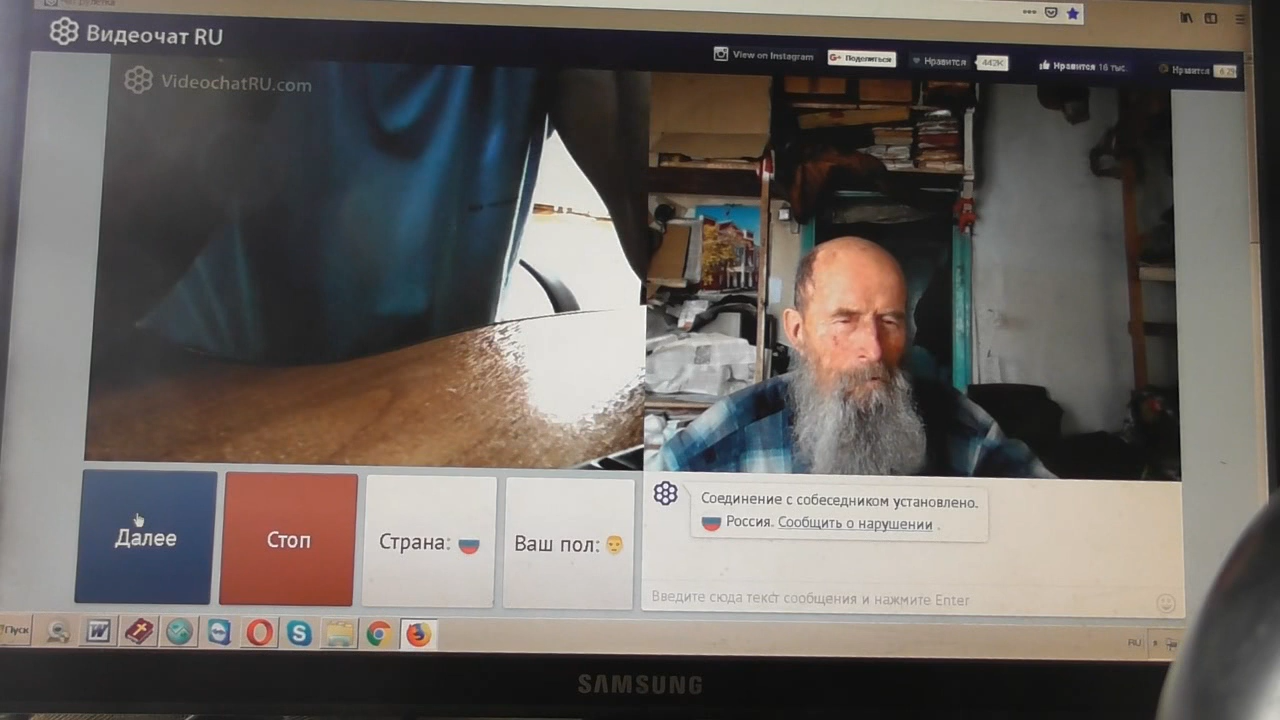 Видеочат RU
View on Instagram
Поделиться
Нравится 442K
Нравится 16 тыс.
Нравится
VideochatRU.com
Соединение с собеседником установлено.
Россия. Сообщить о нарушении .
Далее
Стоп
Страна:
Ваш пол:
Введите сюда текст сообщения и нажмите Enter
Пуск
RU
SAMSUNG